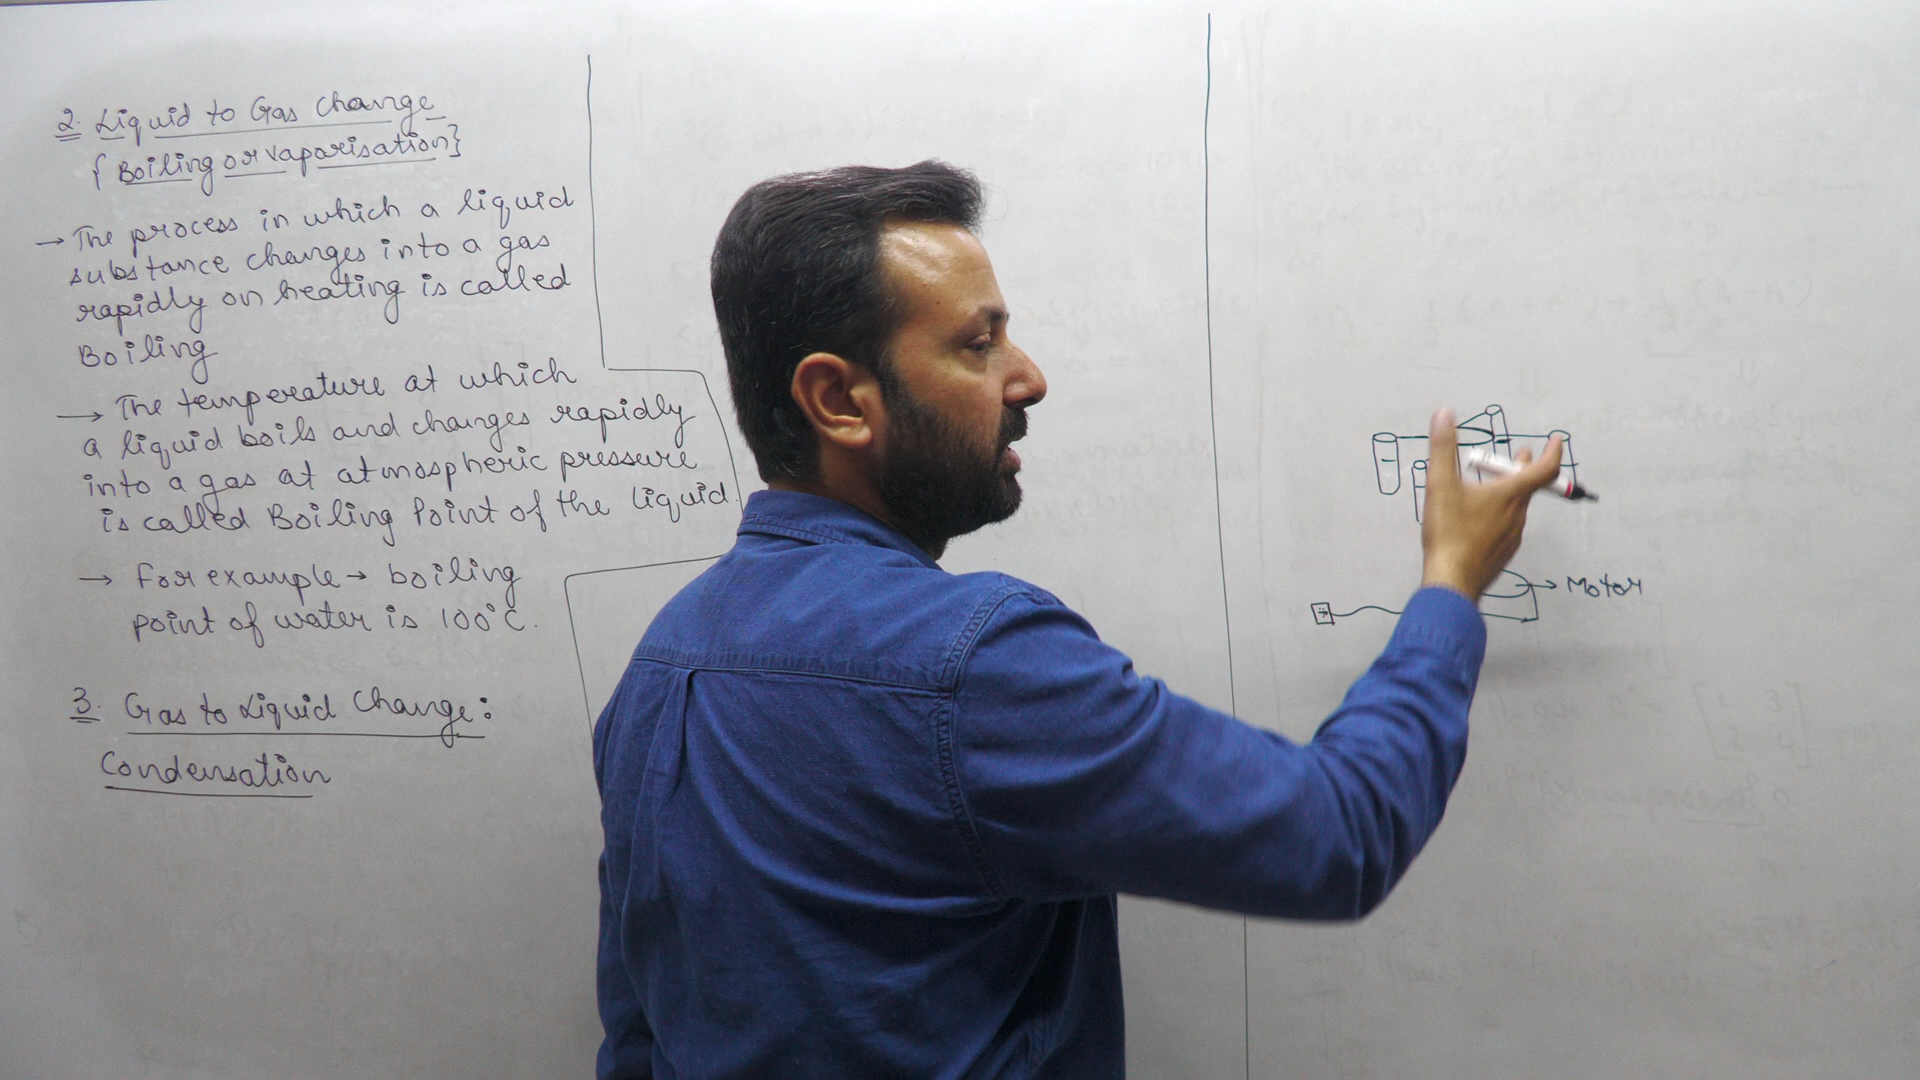 2. Liquid to Gas Change
{Boiling or vaporisation}
→ The process in which a liquid
substance changes into a gas
rapidly on heating is called
Boiling
→ The temperature at which
a liquid boils and changes rapidly
into a gas at atmospheric pressure
is called Boiling Point of the liquid
→ For example → boiling
point of water is 100°C.
3. Gas to Liquid Change:
Condensation
→ Motor